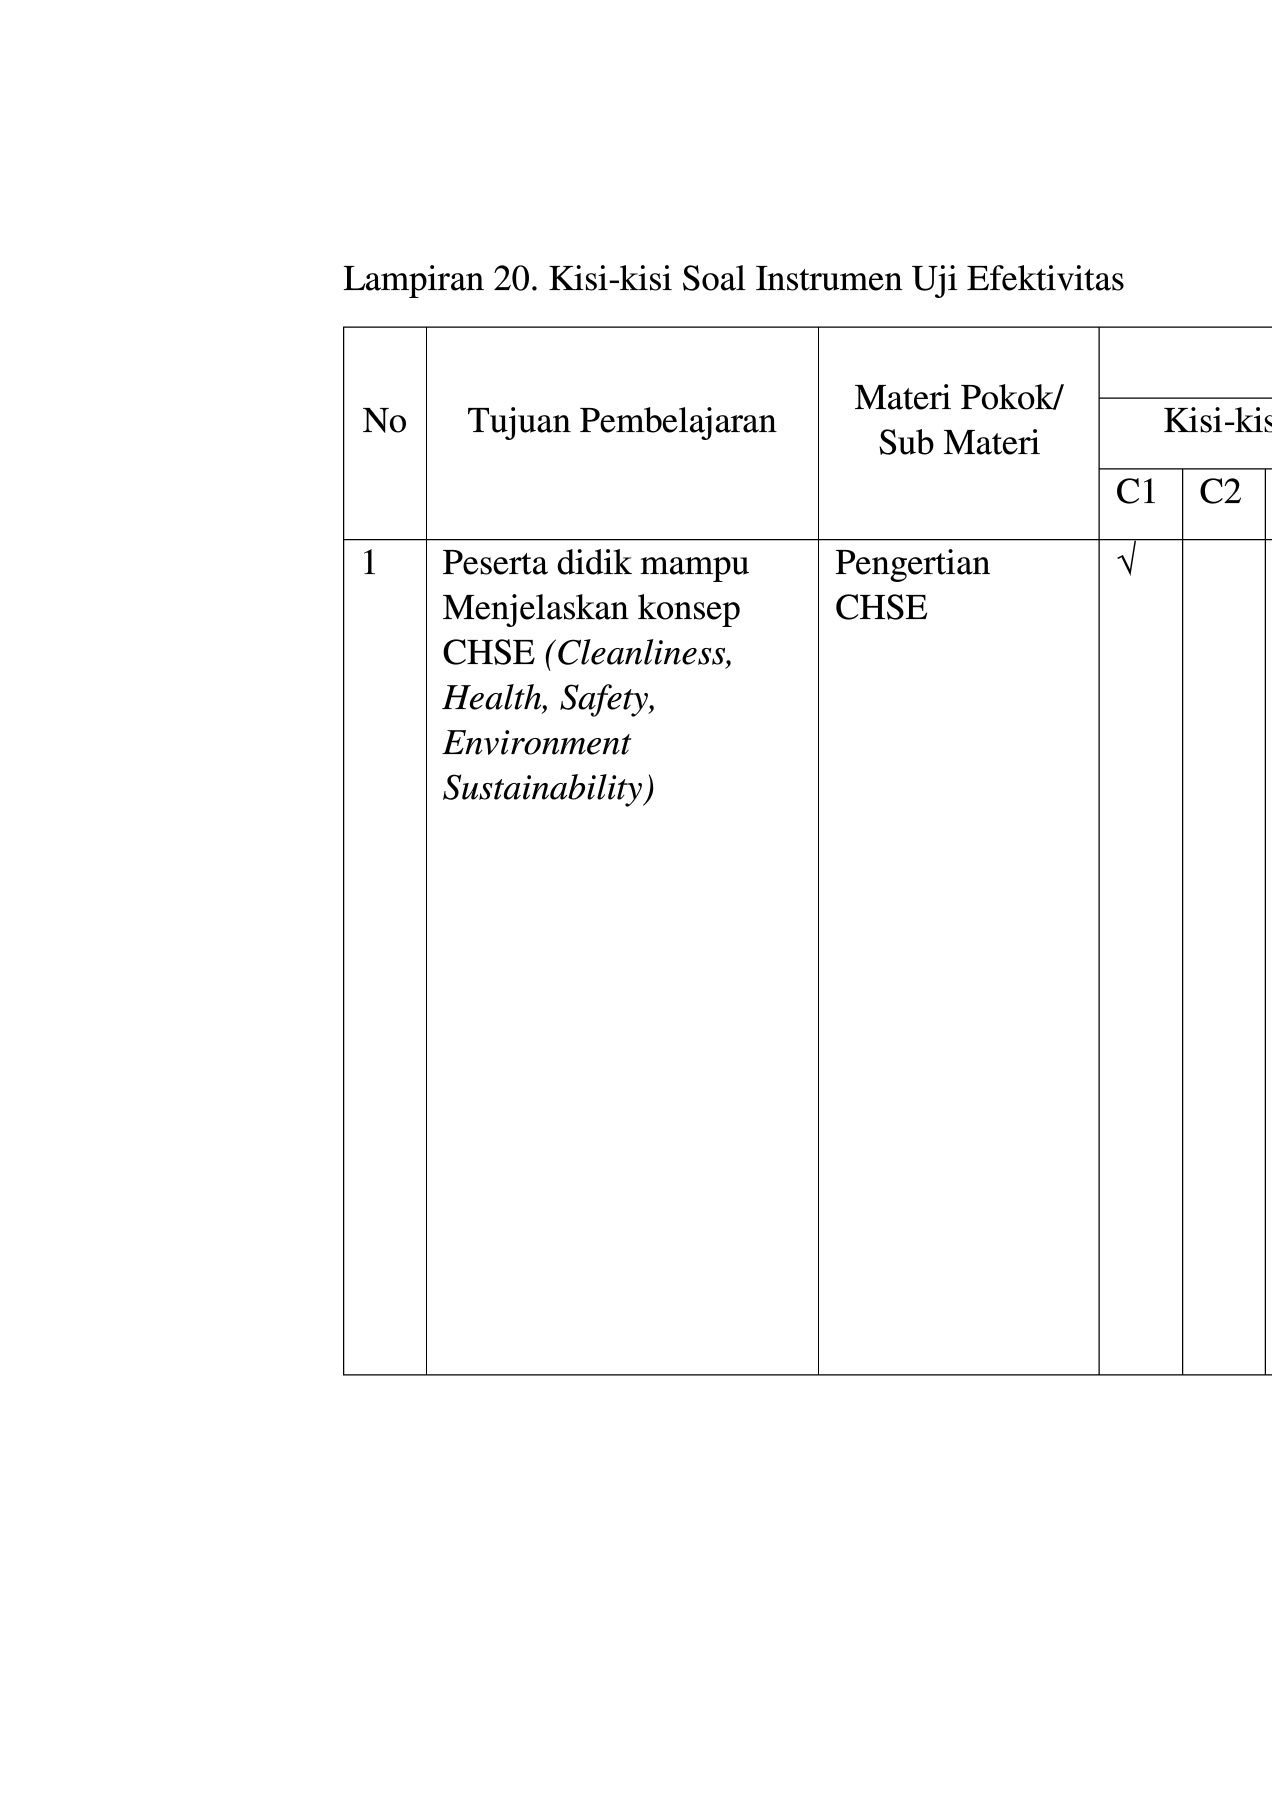 Lampiran 20. Kisi-kisi Soal Instrumen Uji Efektivitas
No
Tujuan Pembelajaran
Materi Pokok/
Sub Materi
Kisi-kis
C1
C2
1
Peserta didik mampu
Menjelaskan konsep
CHSE (Cleanliness,
Health, Safety,
Environment
Sustainability)
Pengertian
CHSE
√